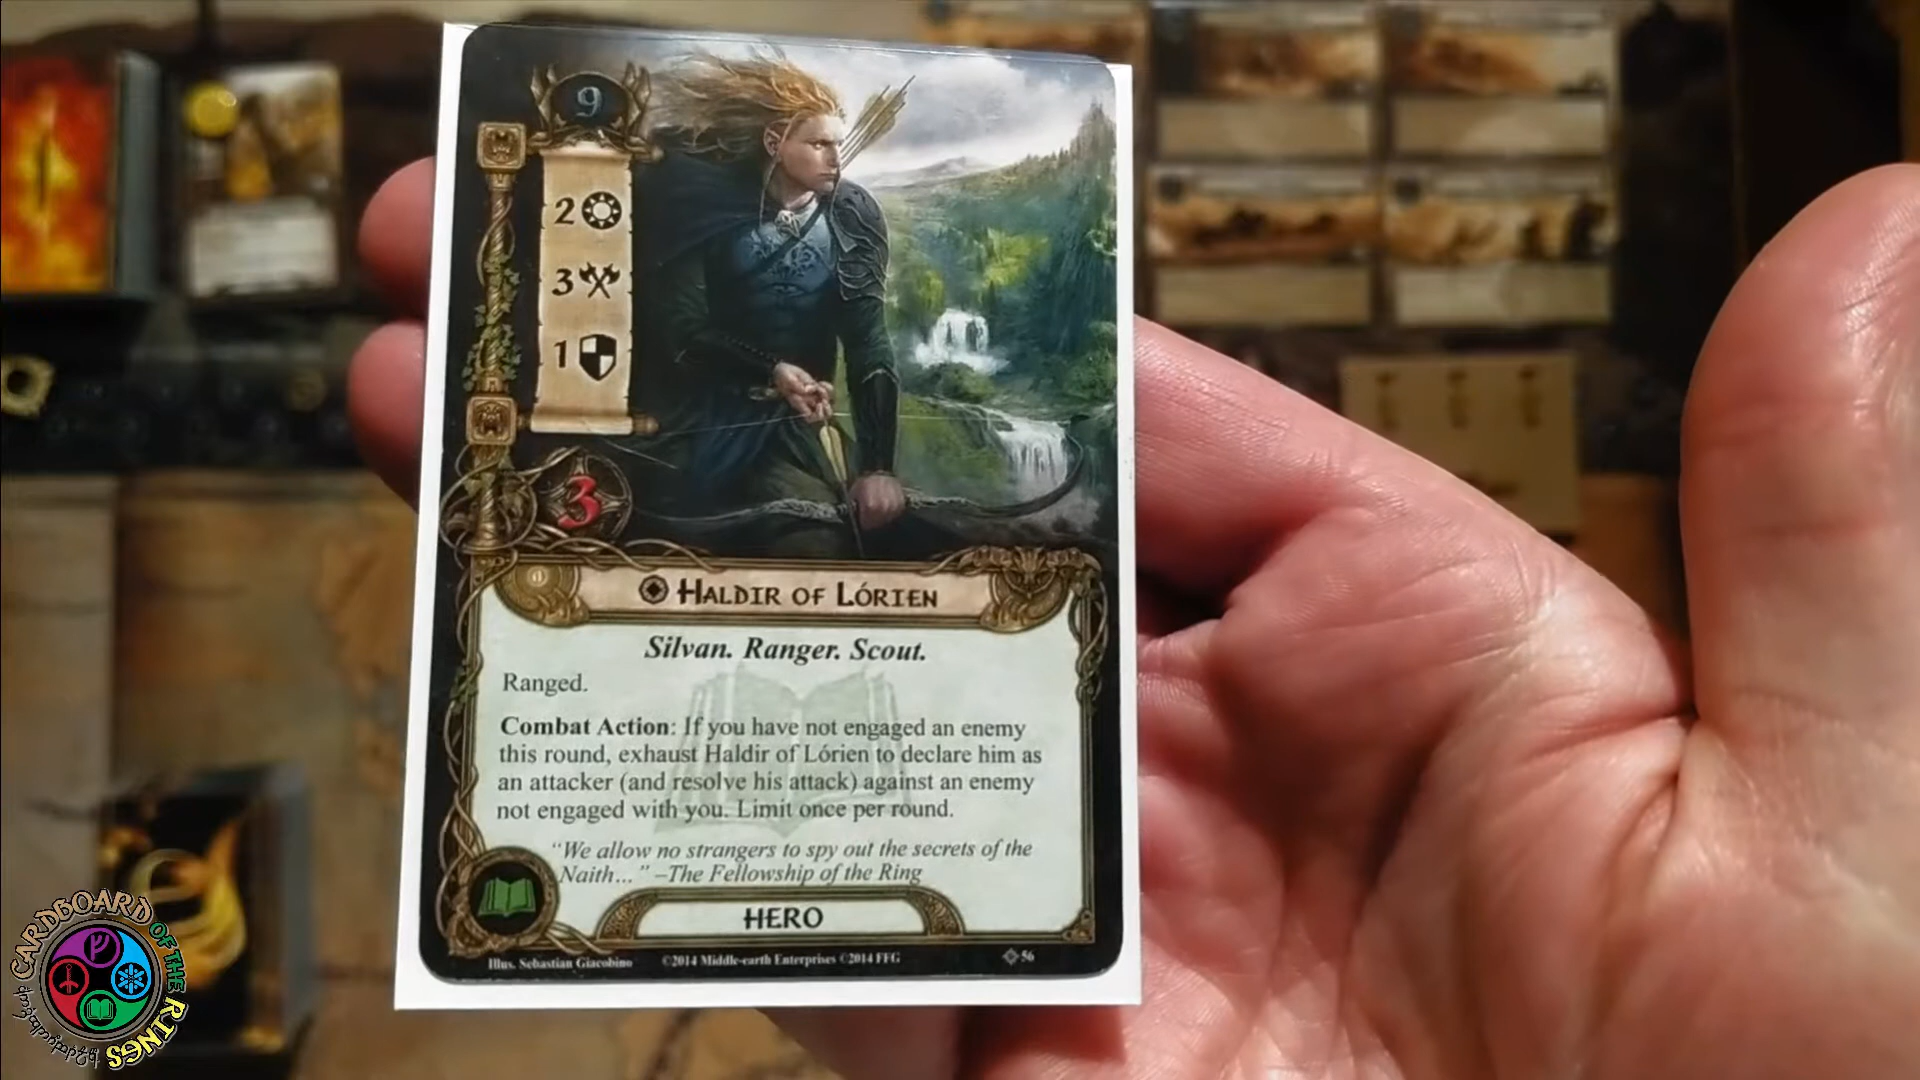 9
2
3
1
3
HALDIR OF LÓRIEN
Silvan. Ranger. Scout.
Ranged.
Combat Action: If you have not engaged an enemy
this round, exhaust Haldir of Lórien to declare him as
an attacker (and resolve his attack) against an enemy
not engaged with you. Limit once per round.
"We allow no strangers to spy out the secrets of the
Naith..." –The Fellowship of the Ring
HERO
Illus. Sebastian Giacobino ©2014 Middle-earth Enterprises ©2014 FFG 56
CARDBOARD OF THE RINGS